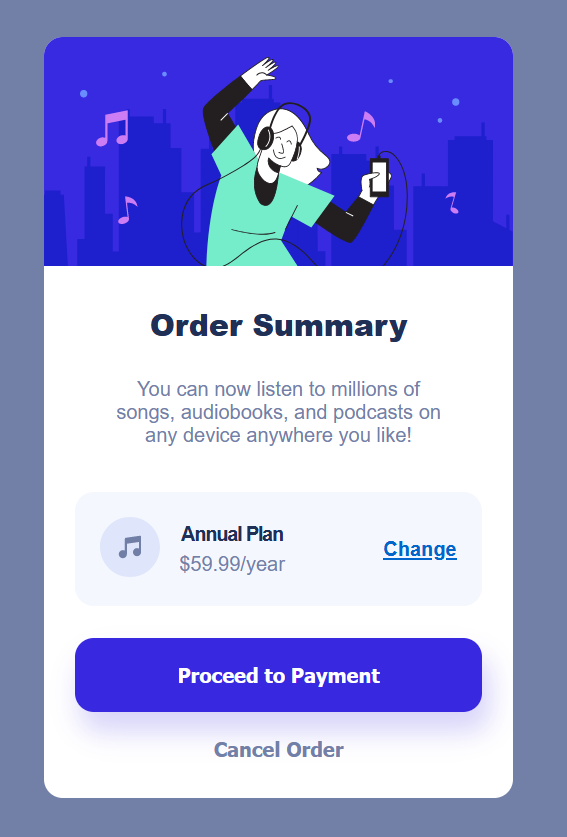 Order Summary
You can now listen to millions of
songs, audiobooks, and podcasts on
any device anywhere you like!
Annual Plan
$59.99/year
Change
Proceed to Payment
Cancel Order